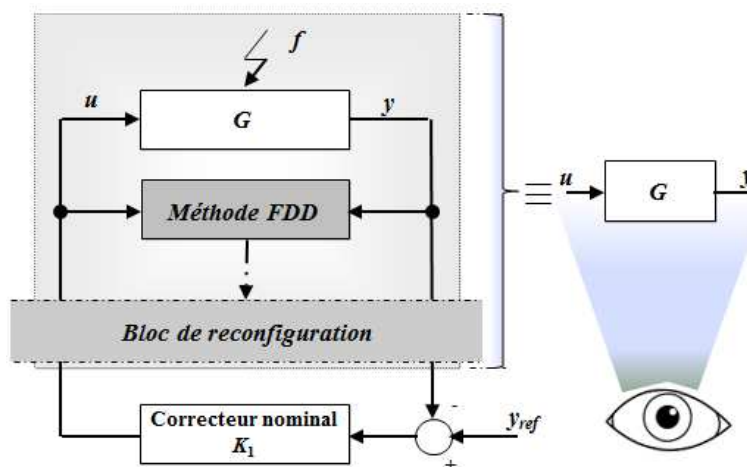 f
u
y
G
Méthode FDD
Bloc de reconfiguration
Correcteur nominal
K1
-
+
yref
≡
u
G
y